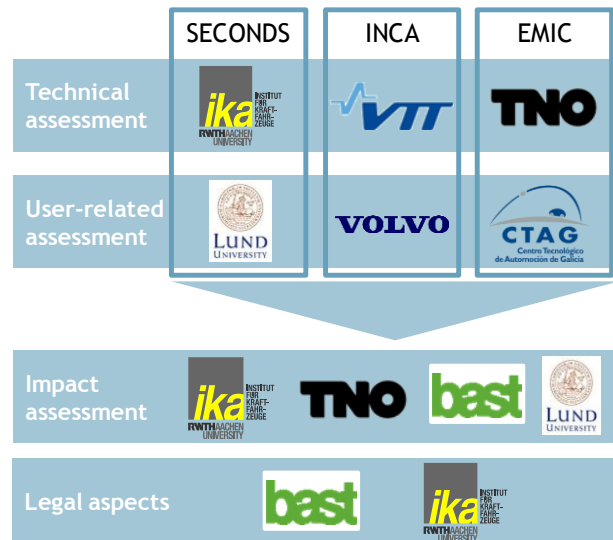 SECONDS
INCA
EMIC
Technical
assessment
ika
INSTITUT
FÜR
KRAFT-
FAHR-
ZEUGE
RWTHAACHEN
UNIVERSITY
VTT
TNO
User-related
assessment
LUND
UNIVERSITY
VOLVO
CTAG
Centro Tecnológico
de Automoción de Galicia
Impact
assessment
ika
INSTITUT
FÜR
KRAFT-
FAHR-
ZEUGE
RWTHAACHEN
UNIVERSITY
TNO
bast
LUND
UNIVERSITY
Legal aspects
bast
ika
INSTITUT
FÜR
KRAFT-
FAHR-
ZEUGE
RWTHAACHEN
UNIVERSITY